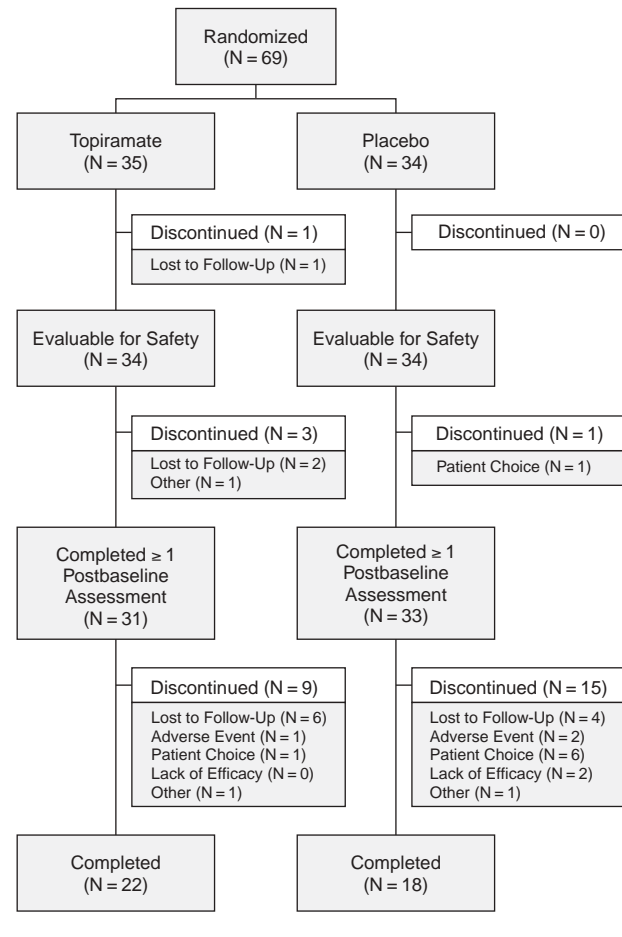 Randomized
(N = 69)
Topiramate
(N = 35)
Placebo
(N = 34)
Discontinued (N = 1)
Lost to Follow-Up (N = 1)
Discontinued (N = 0)
Evaluable for Safety
(N = 34)
Evaluable for Safety
(N = 34)
Discontinued (N = 3)
Lost to Follow-Up (N = 2)
Other (N = 1)
Discontinued (N = 1)
Patient Choice (N = 1)
Completed ≥ 1
Postbaseline
Assessment
(N = 31)
Completed ≥ 1
Postbaseline
Assessment
(N = 33)
Discontinued (N = 9)
Lost to Follow-Up (N = 6)
Adverse Event (N = 1)
Patient Choice (N = 1)
Lack of Efficacy (N = 0)
Other (N = 1)
Discontinued (N = 15)
Lost to Follow-Up (N = 4)
Adverse Event (N = 2)
Patient Choice (N = 6)
Lack of Efficacy (N = 2)
Other (N = 1)
Completed
(N = 22)
Completed
(N = 18)